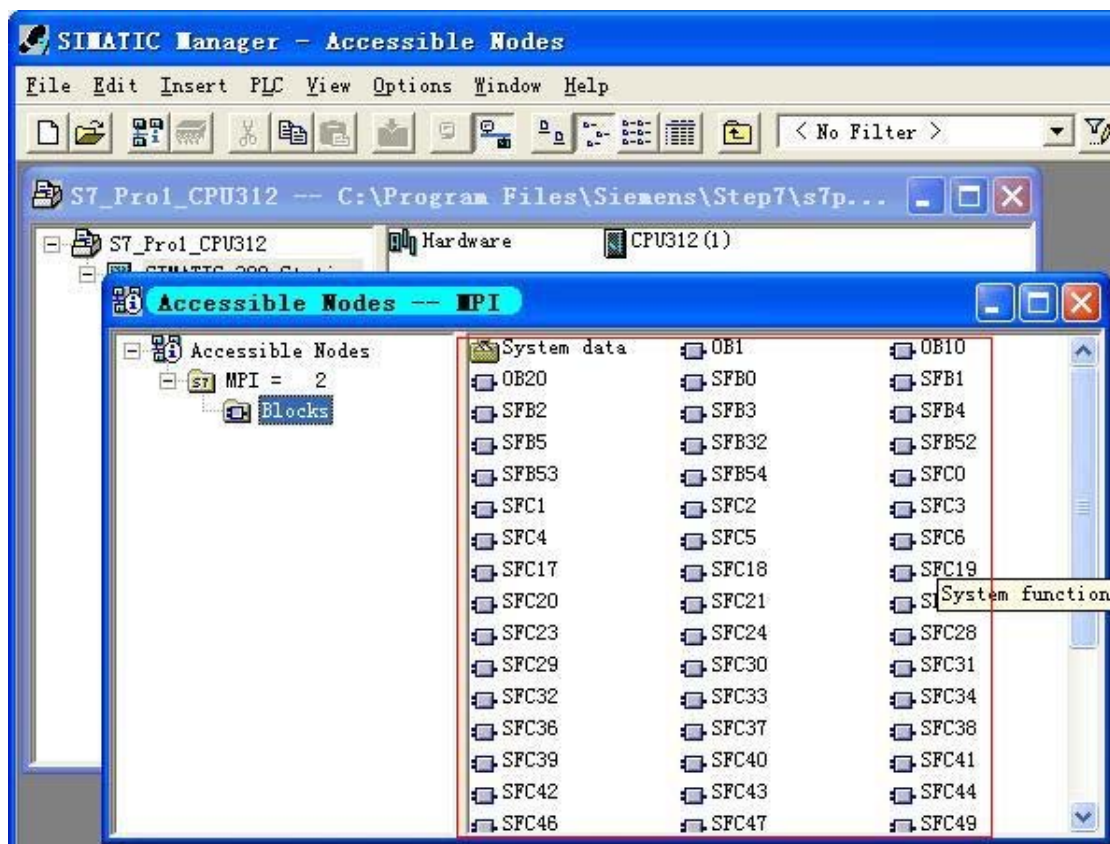 SIMATIC Manager - Accessible Nodes
File Edit Insert PLC View Options Window Help
< No Filter >
S7_Pro1_CPU312 -- C:\Program Files\Siemens\Step7\s7p...
S7_Pro1_CPU312 Hardware CPU312(1)
Accessible Nodes -- MPI
Accessible Nodes System data OB1 OB10
MPI = 2 OB20 SFB0 SFB1
Blocks SFB2 SFB3 SFB4
SFB5 SFB32 SFB52
SFB53 SFB54 SFC0
SFC1 SFC2 SFC3
SFC4 SFC5 SFC6
SFC17 SFC18 SFC19
System function
SFC20 SFC21
SFC23 SFC24 SFC28
SFC29 SFC30 SFC31
SFC32 SFC33 SFC34
SFC36 SFC37 SFC38
SFC39 SFC40 SFC41
SFC42 SFC43 SFC44
SFC46 SFC47 SFC49